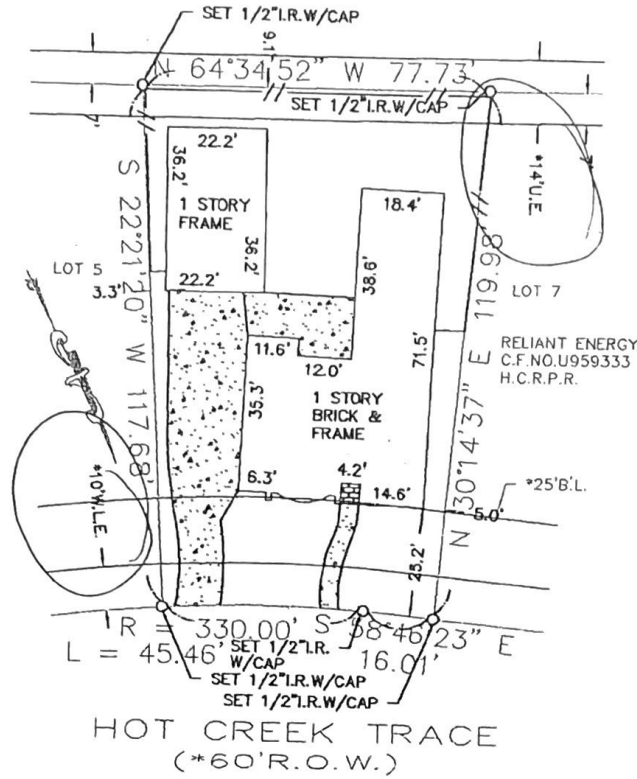 SET 1/2"I.R.W/CAP
9.1'
N 64°34'52" W 77.73'
SET 1/2"I.R.W/CAP
7'
22.2'
36.2'
1 STORY
FRAME
36.2'
22.2'
18.4'
*14'U.E.
S 22°21'20" W 117.68'
LOT 5
3.3'
38.6'
LOT 7
N 30°14'37" E 119.98'
RELIANT ENERGY
C.F.NO.U959333
H.C.R.P.R.
11.6'
12.0'
71.5'
35.3'
1 STORY
BRICK &
FRAME
6.3'
4.2'
14.6'
*25'B.L.
5.0'
*10'W.L.E.
25.2'
R = 330.00'
L = 45.46'
S 58°46'23" E
16.01'
SET 1/2"I.R.
W/CAP
SET 1/2"I.R.W/CAP
SET 1/2"I.R.W/CAP
HOT CREEK TRACE
(*60'R.O.W.)